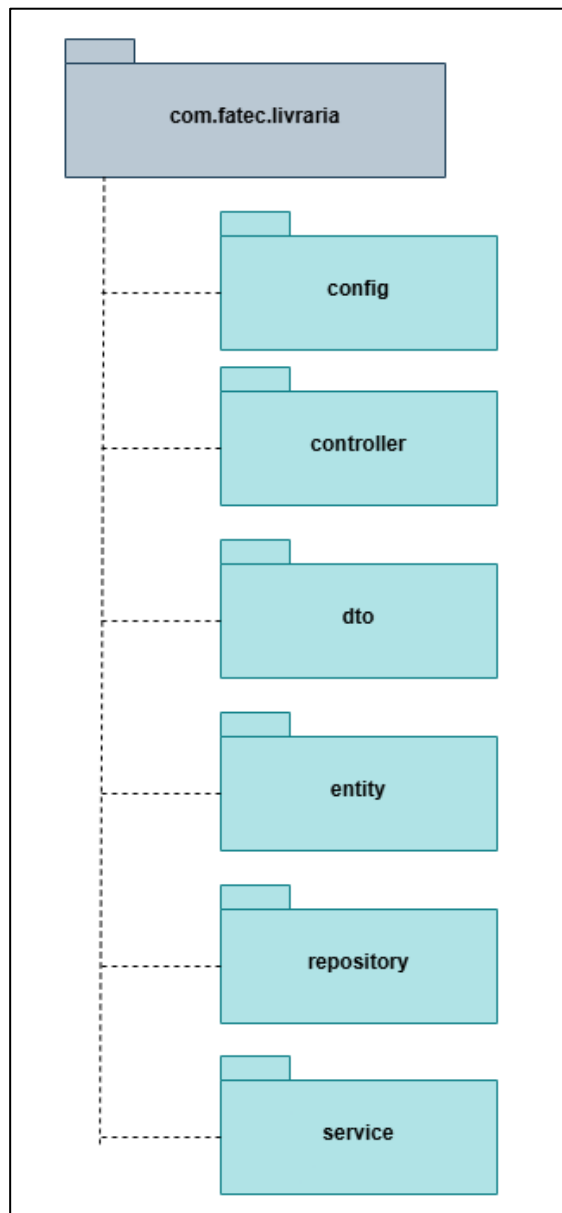 com.fatec.livraria
config
controller
dto
entity
repository
service